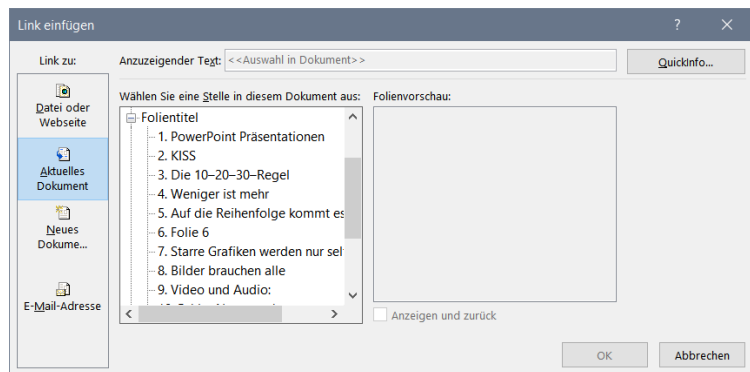 Link einfügen
?
Link zu:
Anzuzeigender Text:
<<Auswahl in Dokument>>
QuickInfo...
Datei oder
Webseite
Aktuelles
Dokument
Neues
Dokume...
E-Mail-Adresse
Wählen Sie eine Stelle in diesem Dokument aus:
Folientitel
1. PowerPoint Präsentationen
2. KISS
3. Die 10–20–30–Regel
4. Weniger ist mehr
5. Auf die Reihenfolge kommt es
6. Folie 6
7. Starre Grafiken werden nur sel
8. Bilder brauchen alle
9. Video und Audio:
Folienvorschau:
Anzeigen und zurück
OK
Abbrechen